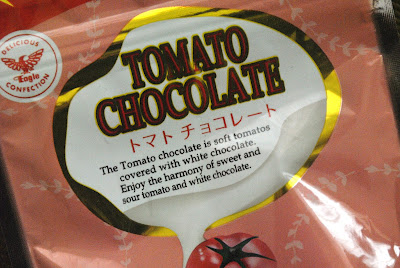 DELICIOUS
Eagle
CONFECTION
TOMATO
CHOCOLATE
トマト チョコレート
The Tomato chocolate is soft tomatos
covered with white chocolate.
Enjoy the harmony of sweet and
sour tomato and white chocolate.